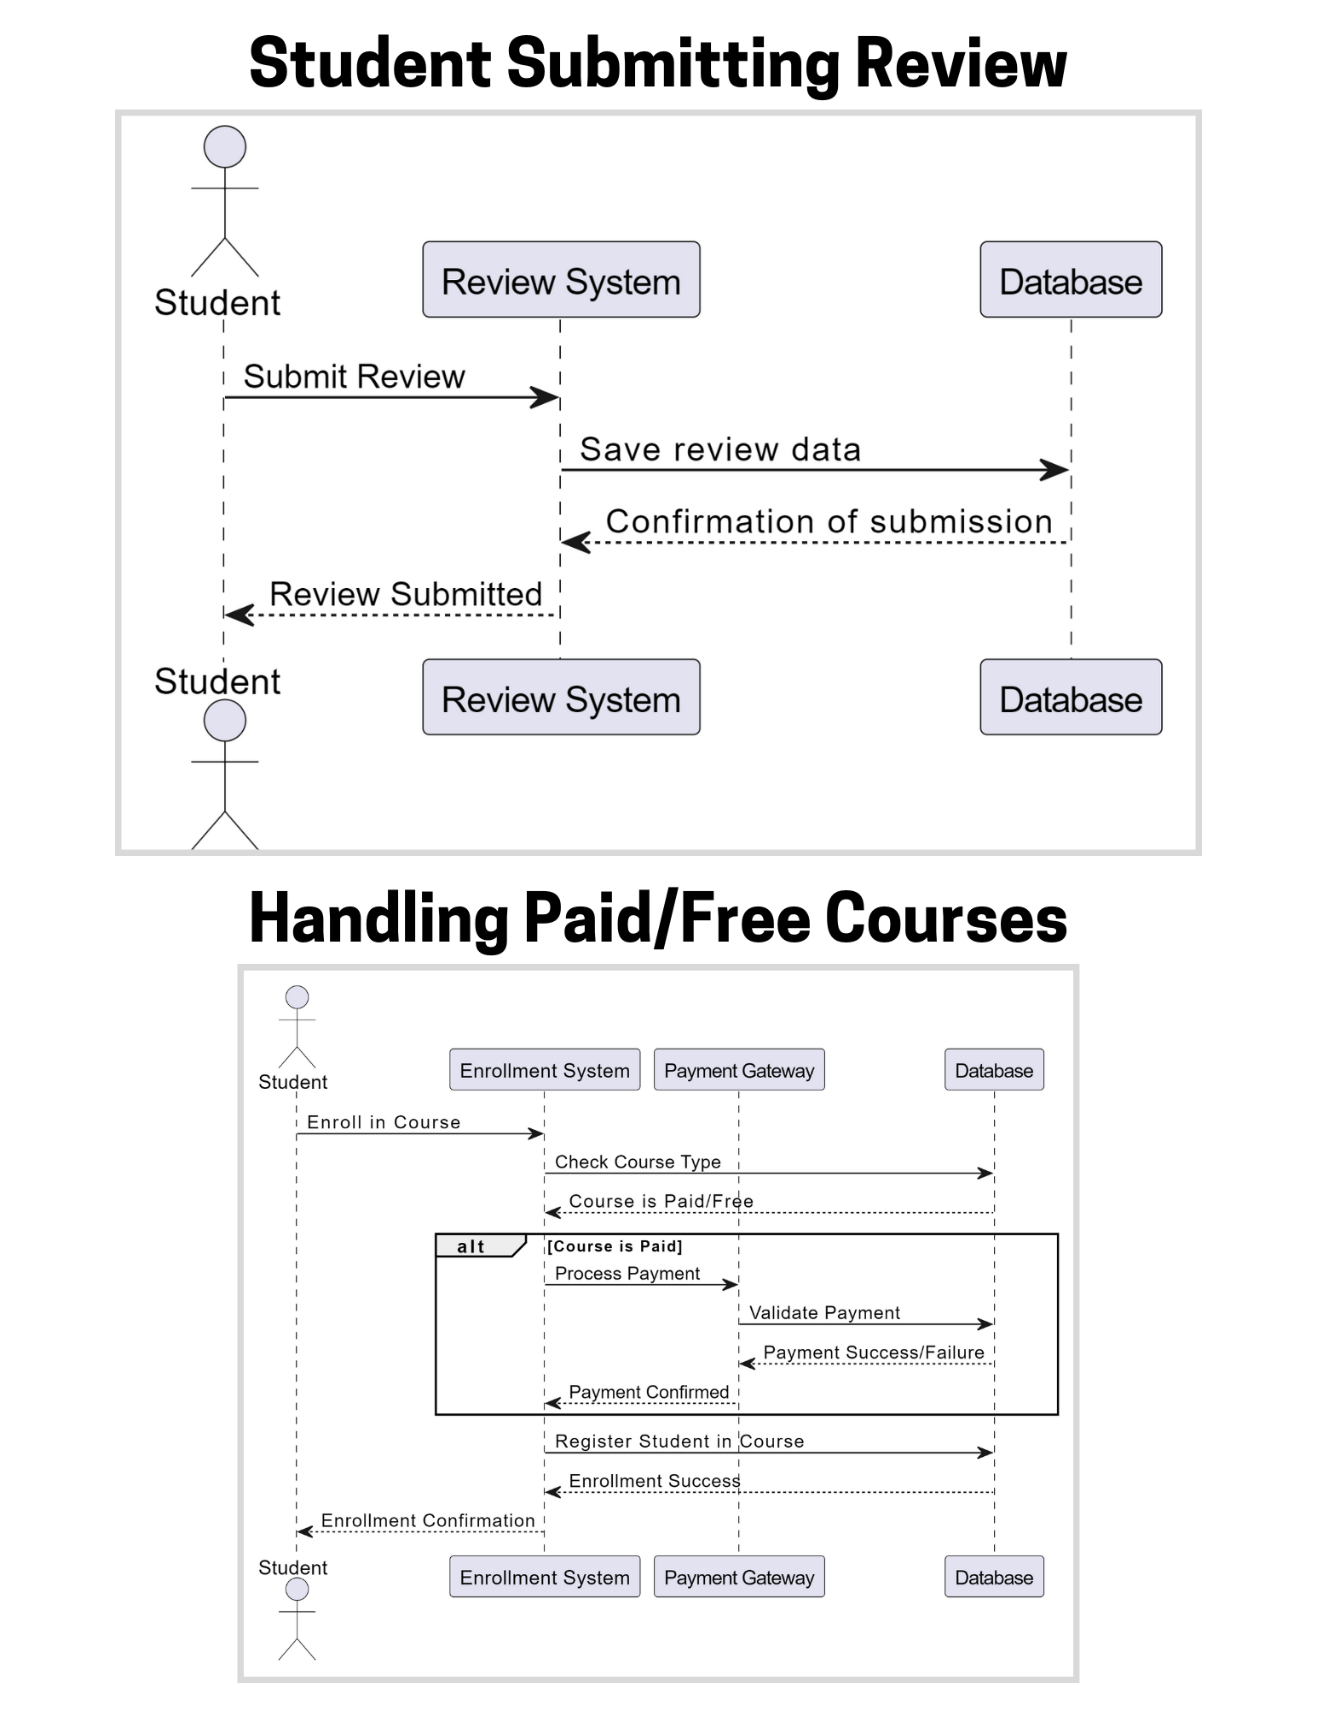 Student Submitting Review
Student
Review System
Database
Submit Review
Save review data
Confirmation of submission
Review Submitted
Student
Review System
Database
Handling Paid/Free Courses
Student
Enrollment System
Payment Gateway
Database
Enroll in Course
Check Course Type
Course is Paid/Free
alt
[Course is Paid]
Process Payment
Validate Payment
Payment Success/Failure
Payment Confirmed
Register Student in Course
Enrollment Success
Enrollment Confirmation
Student
Enrollment System
Payment Gateway
Database